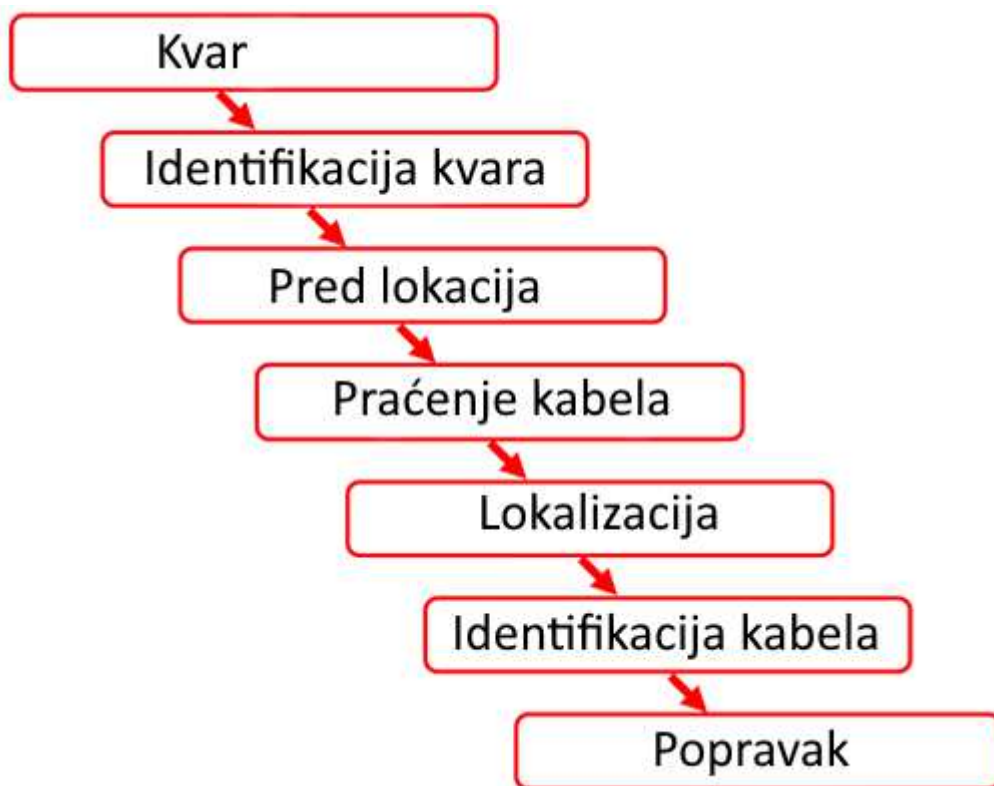 Kvar
Identifikacija kvara
Pred lokacija
Praćenje kabela
Lokalizacija
Identifikacija kabela
Popravak